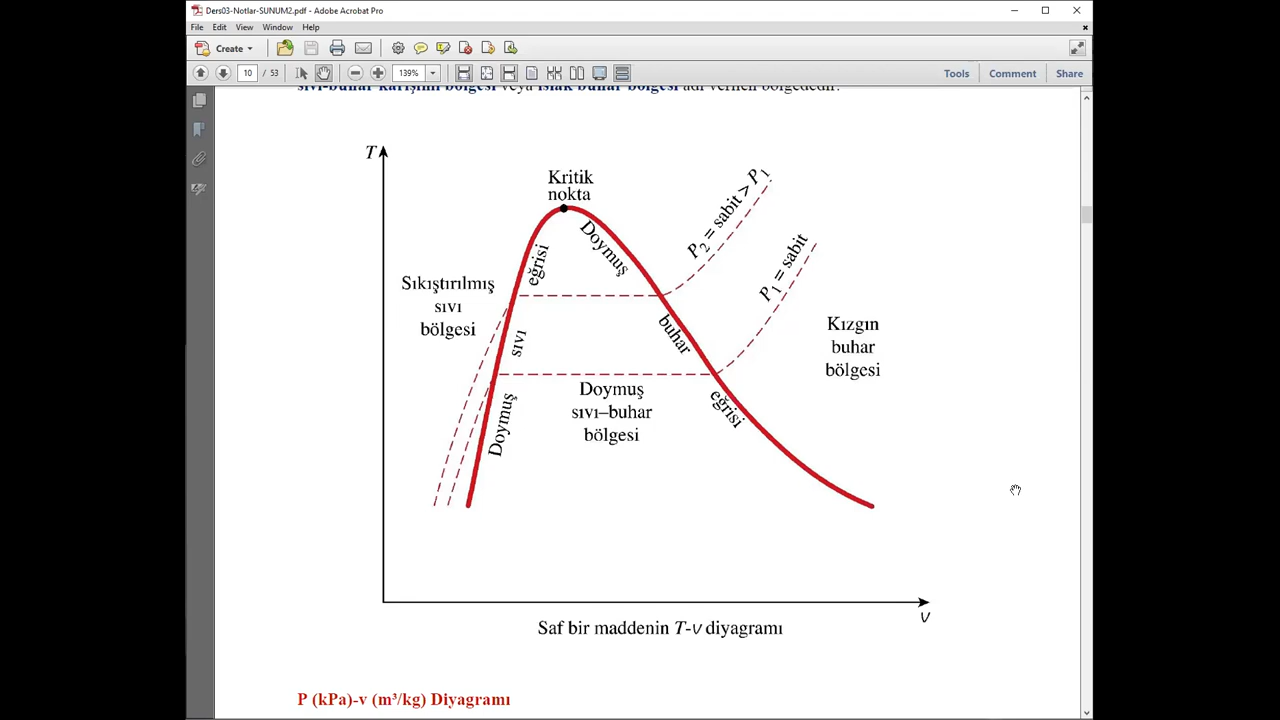 Ders03-Notlar-SUNUM2.pdf - Adobe Acrobat Pro
File Edit View Window Help
Create
10 / 53
139%
Tools Comment Share
sıvı-buhar karışımı bölgesi veya ıslak buhar bölgesi adı verilen bölgededir.
T
Kritik
nokta
P2 = sabit > P1
P1 = sabit
Doymuş
buhar
eğrisi
Doymuş
sıvı
eğrisi
Sıkıştırılmış
sıvı
bölgesi
Kızgın
buhar
bölgesi
Doymuş
sıvı–buhar
bölgesi
v
Saf bir maddenin T-v diyagramı
P (kPa)-v (m³/kg) Diyagramı